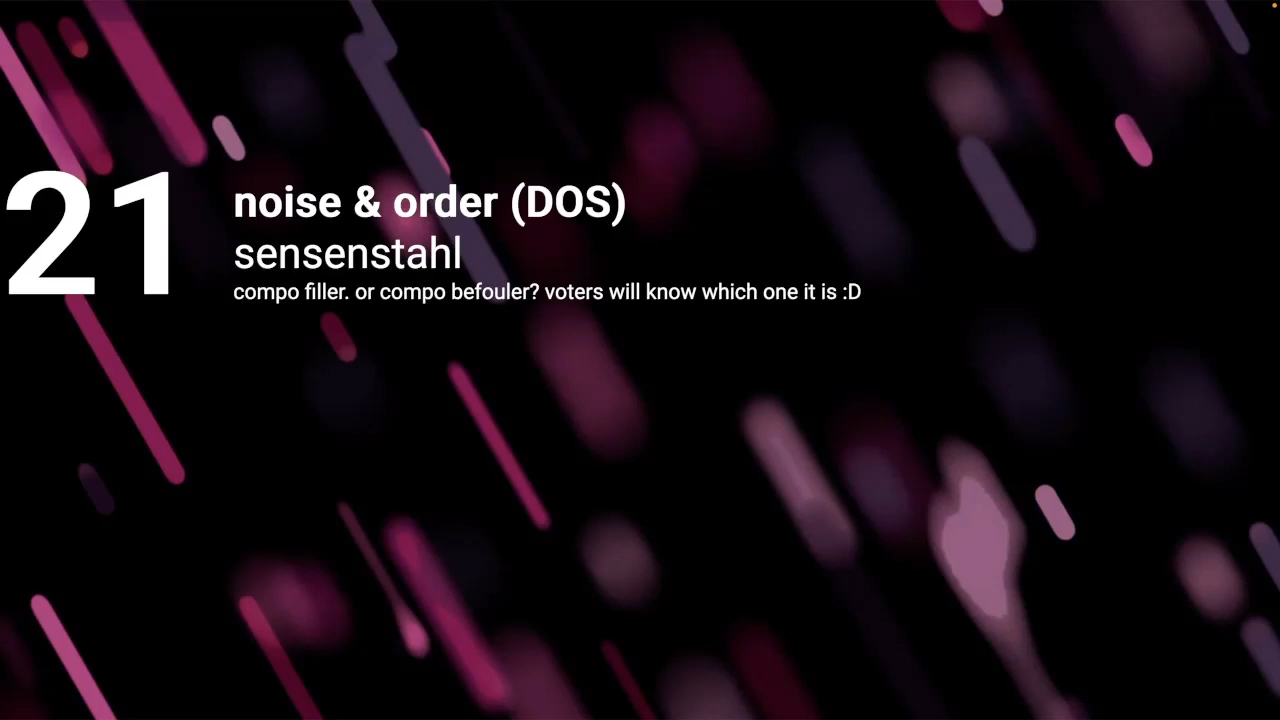 21
noise & order (DOS)
sensenstahl
compo filler. or compo befouler? voters will know which one it is :D